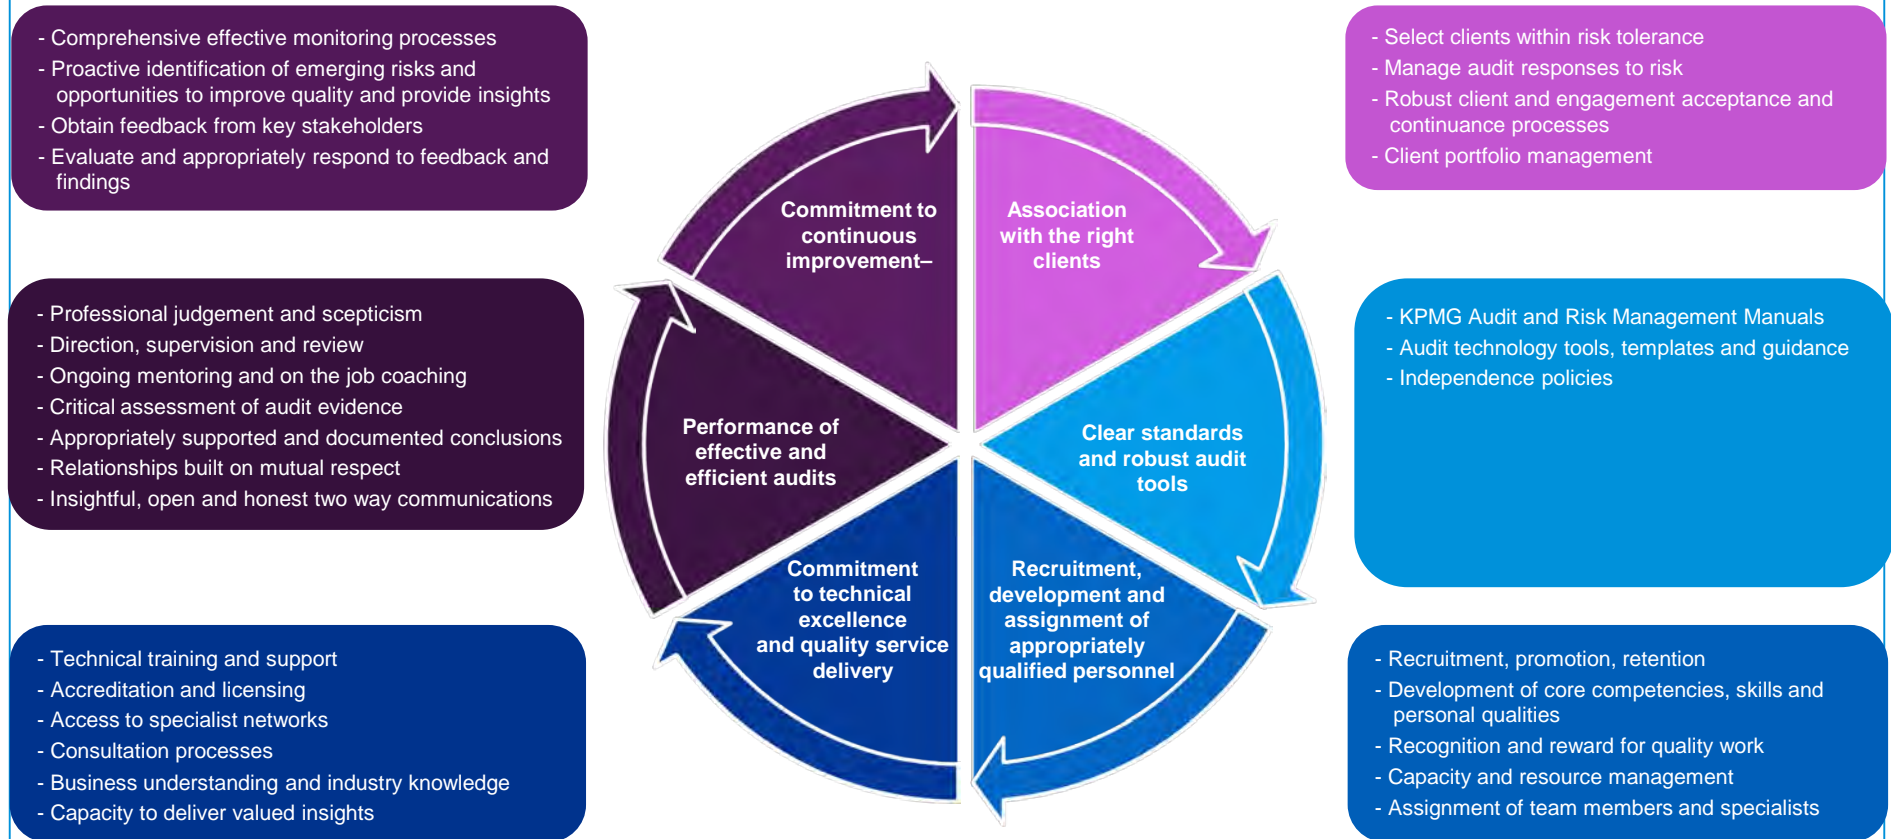 - Comprehensive effective monitoring processes
- Proactive identification of emerging risks and
opportunities to improve quality and provide insights
- Obtain feedback from key stakeholders
- Evaluate and appropriately respond to feedback and
findings
- Select clients within risk tolerance
- Manage audit responses to risk
- Robust client and engagement acceptance and
continuance processes
- Client portfolio management
Commitment to
continuous
improvement–
Association
with the right
clients
- Professional judgement and scepticism
- Direction, supervision and review
- Ongoing mentoring and on the job coaching
- Critical assessment of audit evidence
- Appropriately supported and documented conclusions
- Relationships built on mutual respect
- Insightful, open and honest two way communications
Performance of
effective and
efficient audits
Clear standards
and robust audit
tools
- KPMG Audit and Risk Management Manuals
- Audit technology tools, templates and guidance
- Independence policies
Commitment
to technical
excellence
and quality service
delivery
Recruitment,
development and
assignment of
appropriately
qualified personnel
- Technical training and support
- Accreditation and licensing
- Access to specialist networks
- Consultation processes
- Business understanding and industry knowledge
- Capacity to deliver valued insights
- Recruitment, promotion, retention
- Development of core competencies, skills and
personal qualities
- Recognition and reward for quality work
- Capacity and resource management
- Assignment of team members and specialists